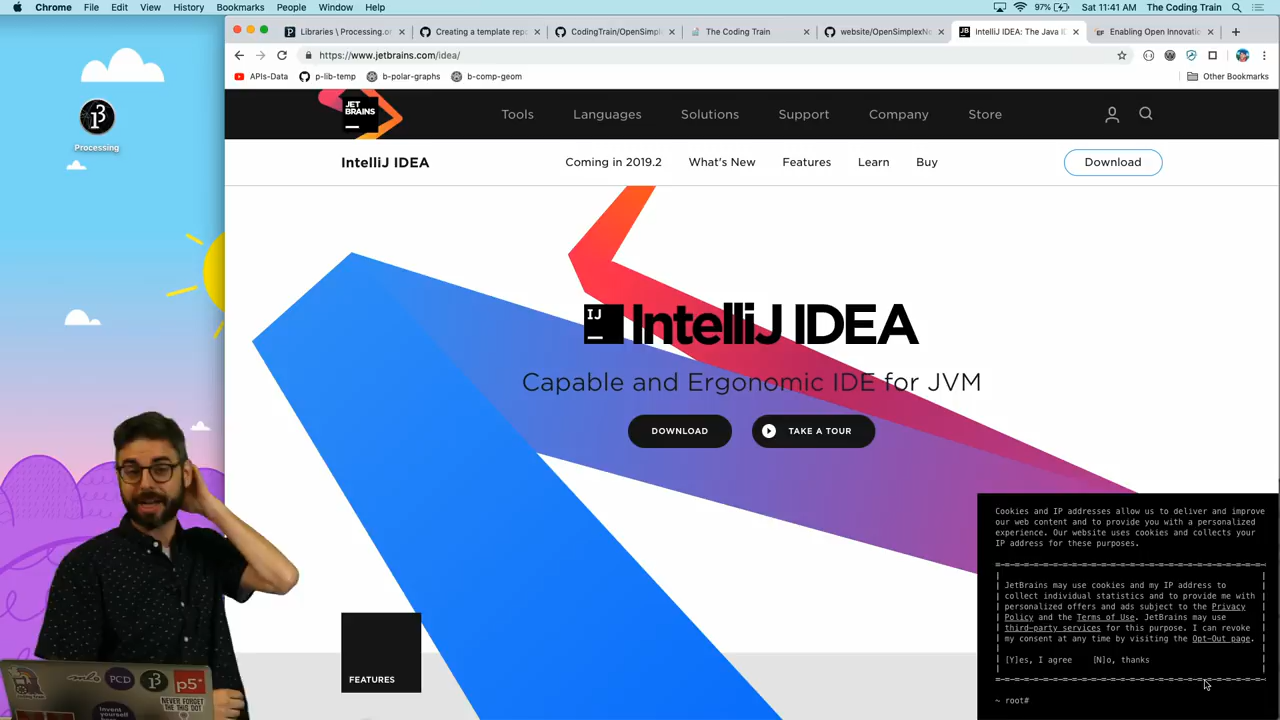 Chrome File Edit View History Bookmarks People Window Help 97% Sat 11:41 AM The Coding Train
Libraries \ Processing.or Creating a template repo CodingTrain/OpenSimpl The Coding Train website/OpenSimplexNo IntelliJ IDEA: The Java I Enabling Open Innovatio
https://www.jetbrains.com/idea/
APIs-Data p-lib-temp b-polar-graphs b-comp-geom Other Bookmarks
JET
BRAINS
Tools Languages Solutions Support Company Store
IntelliJ IDEA Coming in 2019.2 What's New Features Learn Buy Download
Processing
IJ
IntelliJ IDEA
Capable and Ergonomic IDE for JVM
DOWNLOAD TAKE A TOUR
FEATURES
Cookies and IP addresses allow us to deliver and improve
our web content and to provide you with a personalized
experience. Our website uses cookies and collects your
IP address for these purposes.
JetBrains may use cookies and my IP address to
collect individual statistics and to provide me with
personalized offers and ads subject to the Privacy
Policy and the Terms of Use. JetBrains may use
third-party services for this purpose. I can revoke
my consent at any time by visiting the Opt-Out page.
[Y]es, I agree [N]o, thanks
~ root#
PCD
p5*
NEVER FORGET
THE THIS DOT
Invent
yourself